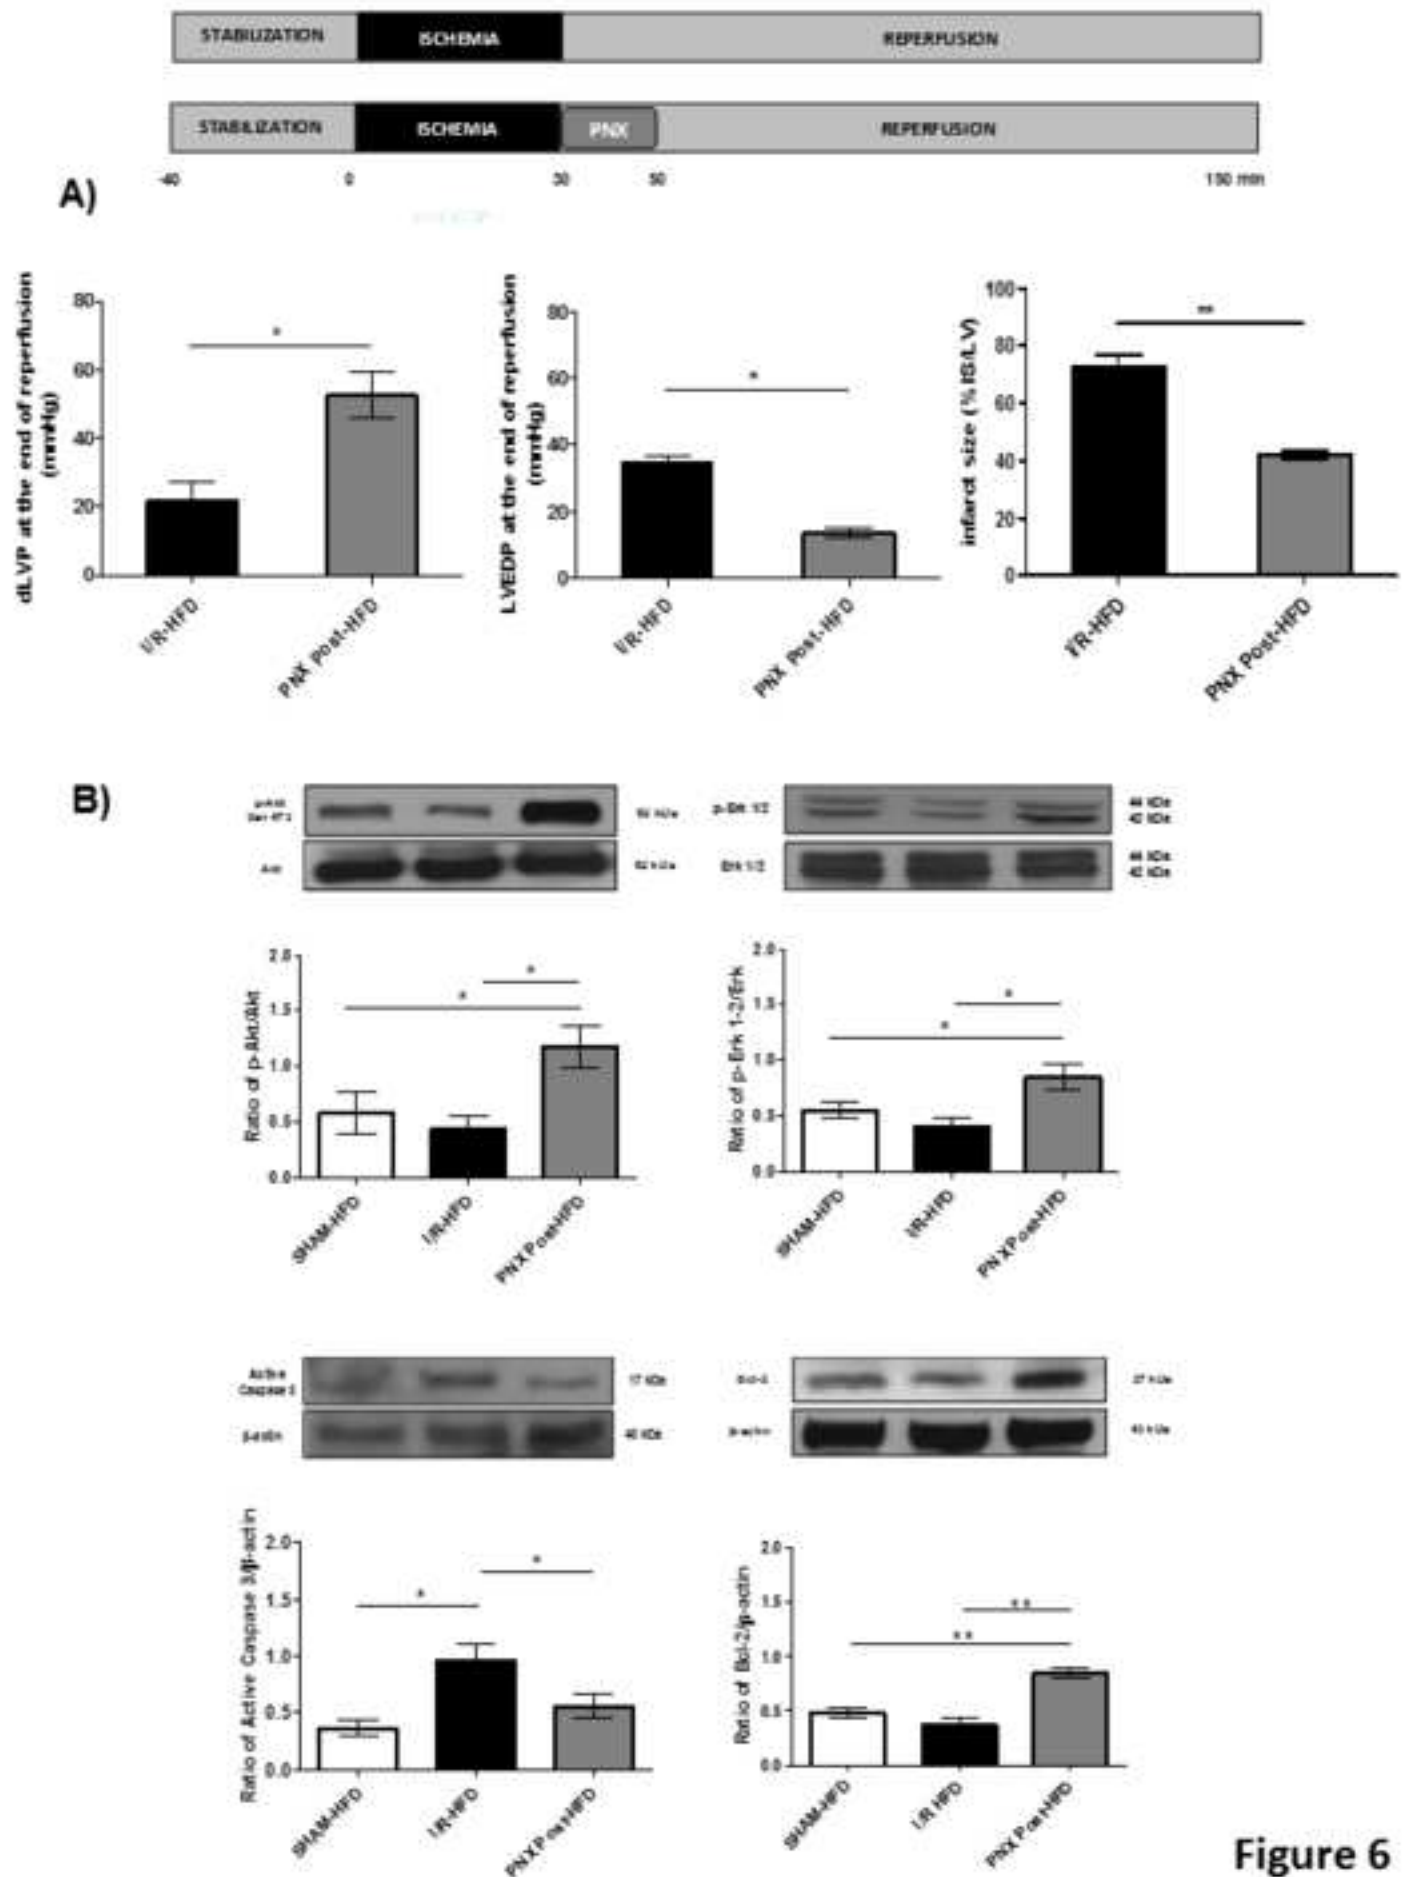 STABILIZATION ISCHEMIA REPERFUSION
STABILIZATION ISCHEMIA PNX REPERFUSION
-40 0 30 50 150 min
A)
dLVP at the end of reperfusion (mmHg)
80
60
40
20
0
*
I/R-HFD
PNX Post-HFD
LVEDP at the end of reperfusion (mmHg)
80
60
40
20
0
*
I/R-HFD
PNX Post-HFD
infarct size (% IS/LV)
100
80
60
40
20
0
**
I/R-HFD
PNX Post-HFD
B)
Akt
p-Erk 1/2 44 kDa
42 kDa
Erk 1/2 44 kDa
42 kDa
Ratio of p-Akt/Akt
2.0
1.5
1.0
0.5
0.0
*
*
SHAM-HFD
I/R-HFD
PNX Post-HFD
Ratio of p-Erk 1-2/Erk
2.0
1.5
1.0
0.5
0.0
*
*
SHAM-HFD
I/R-HFD
PNX Post-HFD
Active
Caspase 3
17 kDa
β-actin
Bcl-2
β-actin
Ratio of Active Caspase 3/β-actin
2.0
1.5
1.0
0.5
0.0
*
*
SHAM-HFD
I/R-HFD
PNX Post-HFD
Ratio of Bcl-2/β-actin
2.0
1.5
1.0
0.5
0.0
**
**
SHAM-HFD
I/R HFD
PNX Post-HFD
Figure 6